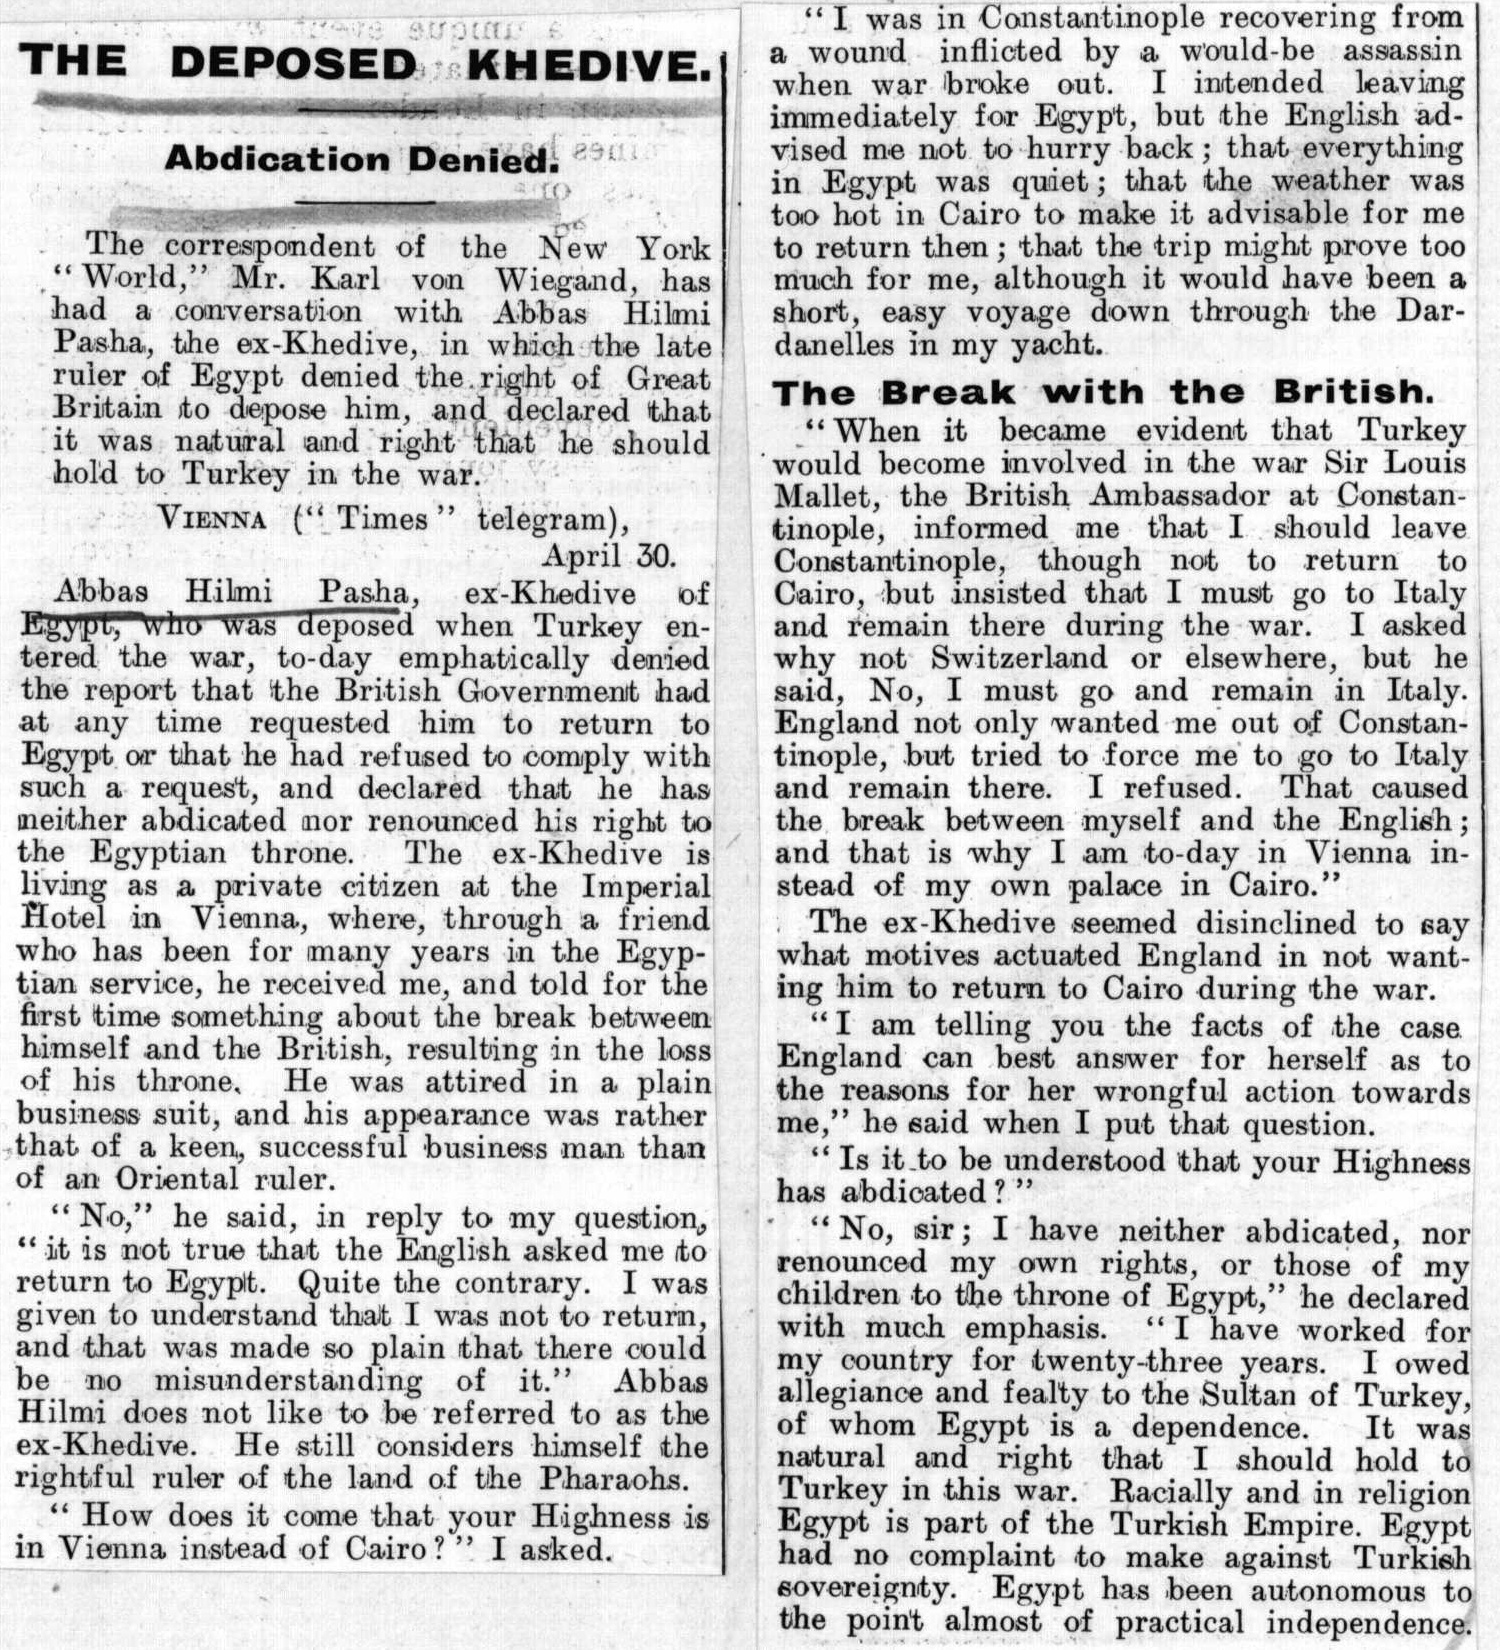 THE DEPOSED KHEDIVE.
Abdication Denied.
The correspondent of the New York
"World," Mr. Karl von Wiegand, has
had a conversation with Abbas Hilmi
Pasha, the ex-Khedive, in which the late
ruler of Egypt denied the right of Great
Britain to depose him, and declared that
it was natural and right that he should
hold to Turkey in the war.
VIENNA ("Times" telegram),
April 30.
Abbas Hilmi Pasha, ex-Khedive of
Egypt, who was deposed when Turkey en-
tered the war, to-day emphatically denied
the report that the British Government had
at any time requested him to return to
Egypt or that he had refused to comply with
such a request, and declared that he has
neither abdicated nor renounced his right to
the Egyptian throne. The ex-Khedive is
living as a private citizen at the Imperial
Hotel in Vienna, where, through a friend
who has been for many years in the Egyp-
tian service, he received me, and told for the
first time something about the break between
himself and the British, resulting in the loss
of his throne. He was attired in a plain
business suit, and his appearance was rather
that of a keen, successful business man than
of an Oriental ruler.
"No," he said, in reply to my question,
"it is not true that the English asked me to
return to Egypt. Quite the contrary. I was
given to understand that I was not to return,
and that was made so plain that there could
be no misunderstanding of it." Abbas
Hilmi does not like to be referred to as the
ex-Khedive. He still considers himself the
rightful ruler of the land of the Pharaohs.
"How does it come that your Highness is
in Vienna instead of Cairo?" I asked.
"I was in Constantinople recovering from
a wound inflicted by a would-be assassin
when war broke out. I intended leaving
immediately for Egypt, but the English ad-
vised me not to hurry back; that everything
in Egypt was quiet; that the weather was
too hot in Cairo to make it advisable for me
to return then; that the trip might prove too
much for me, although it would have been a
short, easy voyage down through the Dar-
danelles in my yacht.
The Break with the British.
"When it became evident that Turkey
would become involved in the war Sir Louis
Mallet, the British Ambassador at Constan-
tinople, informed me that I should leave
Constantinople, though not to return to
Cairo, but insisted that I must go to Italy
and remain there during the war. I asked
why not Switzerland or elsewhere, but he
said, No, I must go and remain in Italy.
England not only wanted me out of Constan-
tinople, but tried to force me to go to Italy
and remain there. I refused. That caused
the break between myself and the English;
and that is why I am to-day in Vienna in-
stead of my own palace in Cairo."
The ex-Khedive seemed disinclined to say
what motives actuated England in not want-
ing him to return to Cairo during the war.
"I am telling you the facts of the case
England can best answer for herself as to
the reasons for her wrongful action towards
me," he said when I put that question.
"Is it to be understood that your Highness
has abdicated?"
"No, sir; I have neither abdicated, nor
renounced my own rights, or those of my
children to the throne of Egypt," he declared
with much emphasis. "I have worked for
my country for twenty-three years. I owed
allegiance and fealty to the Sultan of Turkey,
of whom Egypt is a dependence. It was
natural and right that I should hold to
Turkey in this war. Racially and in religion
Egypt is part of the Turkish Empire. Egypt
had no complaint to make against Turkish
sovereignty. Egypt has been autonomous to
the point almost of practical independence.